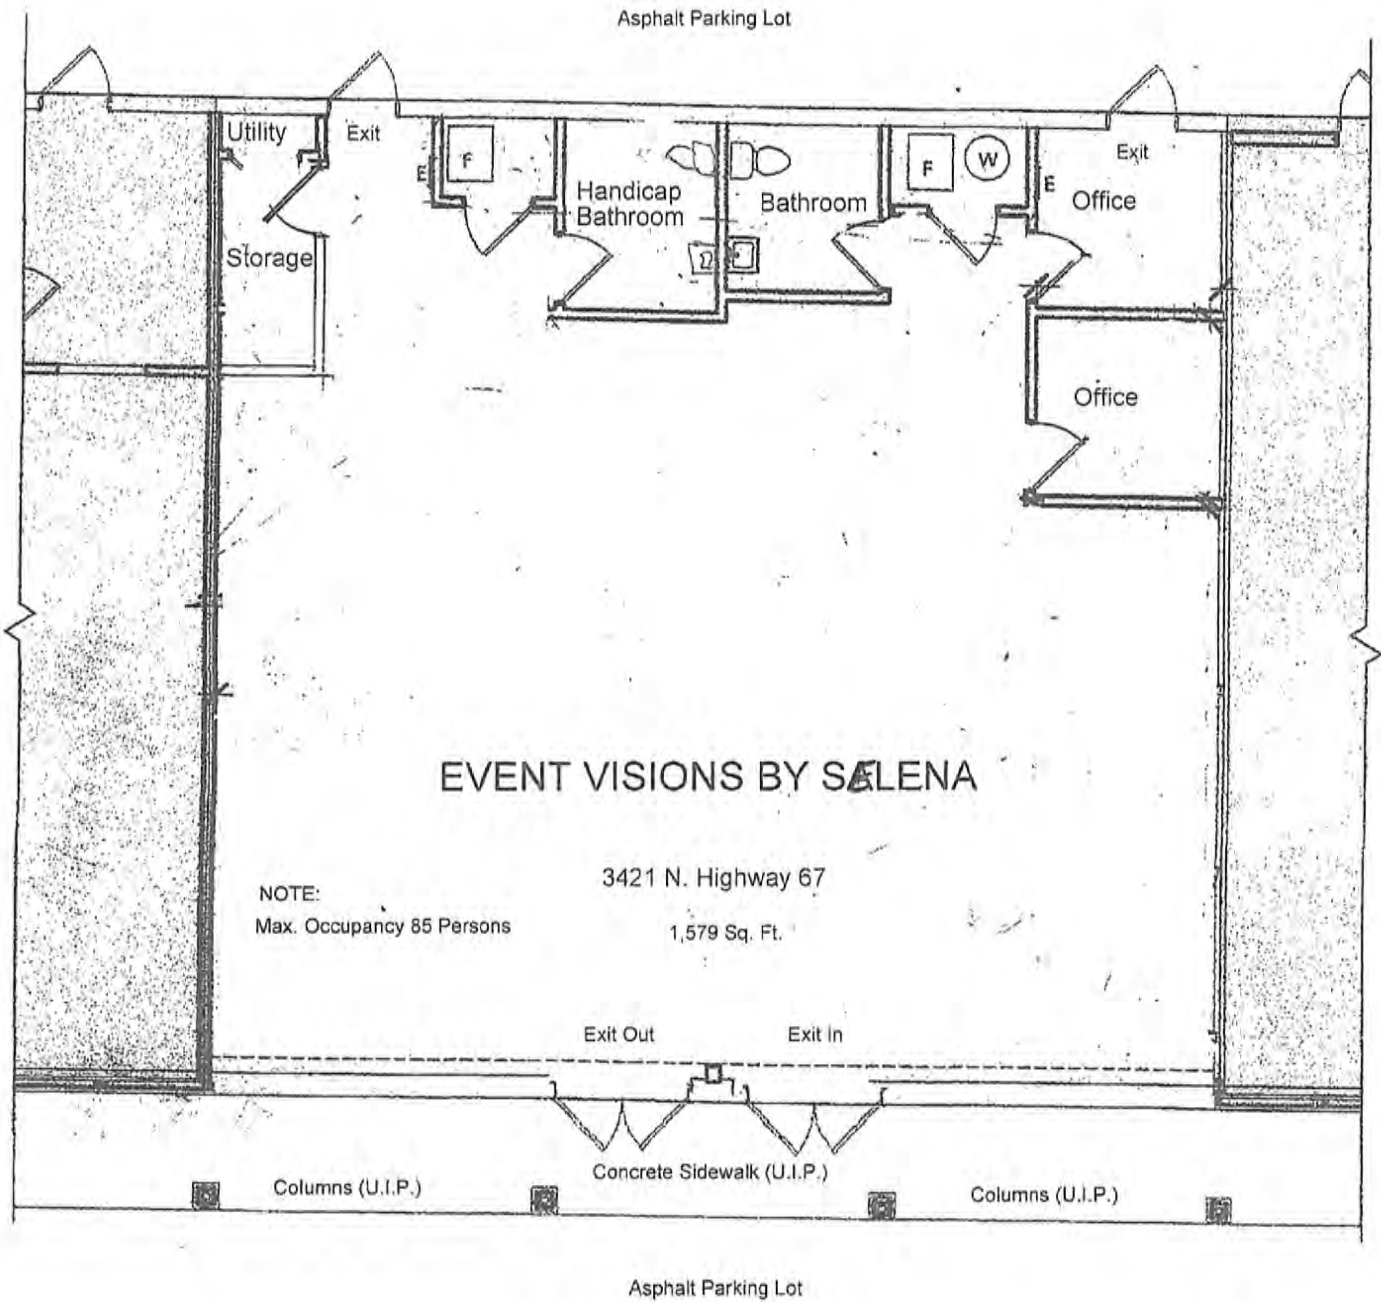 Asphalt Parking Lot
Utility
Exit
F
E
Handicap
Bathroom
Bathroom
F
W
E
Exit
Office
Storage
Office
EVENT VISIONS BY SELENA
3421 N. Highway 67
1,579 Sq. Ft.
NOTE:
Max. Occupancy 85 Persons
Exit Out
Exit In
Concrete Sidewalk (U.I.P.)
Columns (U.I.P.)
Columns (U.I.P.)
Asphalt Parking Lot